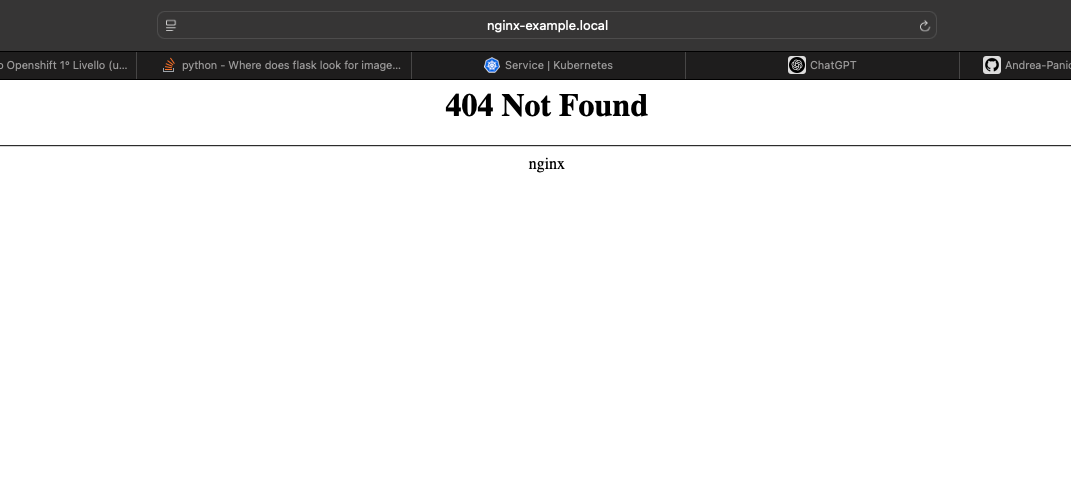 nginx-example.local
o Openshift 1° Livello (u...
python - Where does flask look for image...
Service | Kubernetes
ChatGPT
Andrea-Panic
404 Not Found
nginx